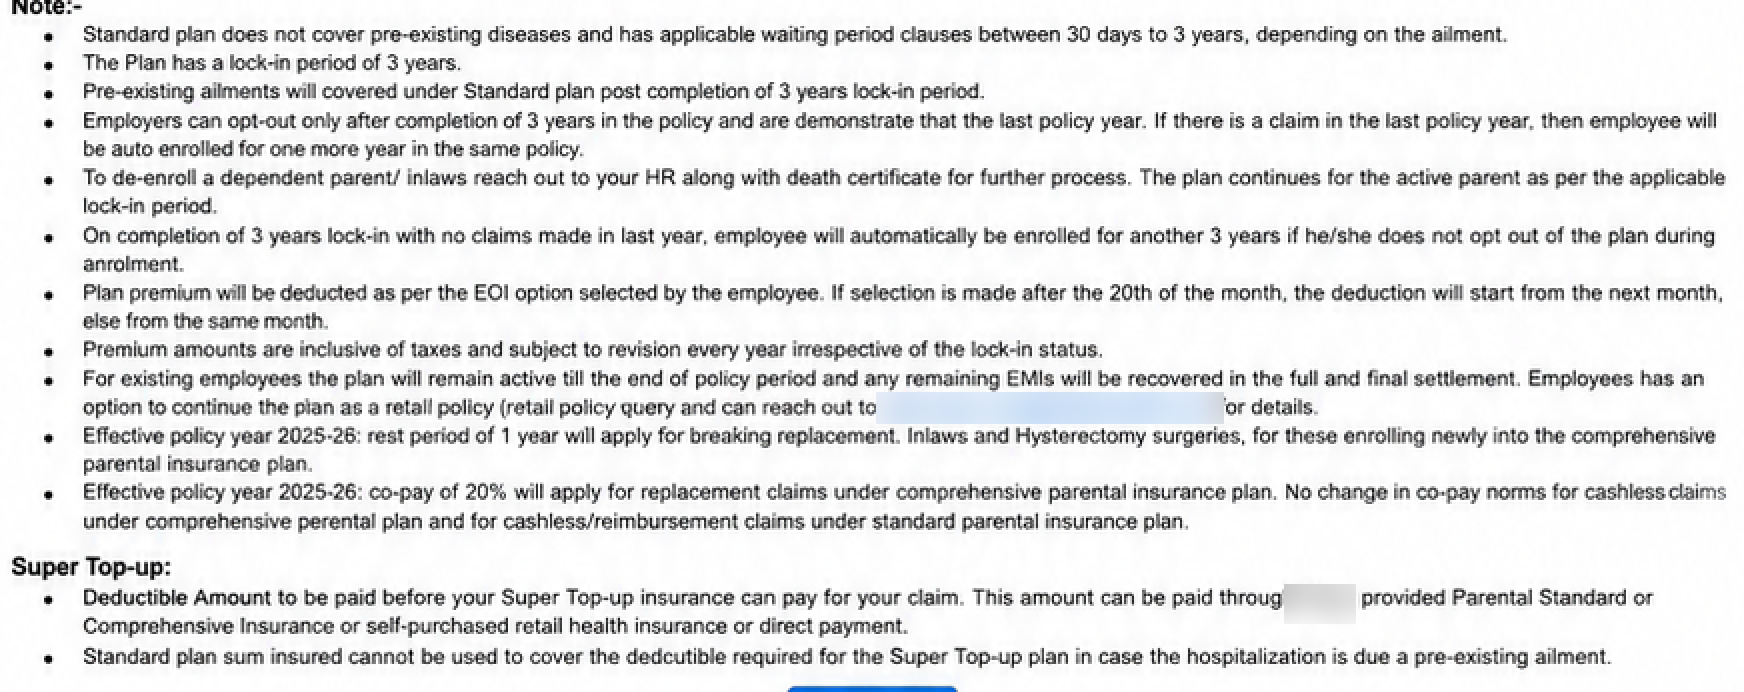 Note:-
Standard plan does not cover pre-existing diseases and has applicable waiting period clauses between 30 days to 3 years, depending on the ailment.
The Plan has a lock-in period of 3 years.
Pre-existing ailments will covered under Standard plan post completion of 3 years lock-in period.
Employers can opt-out only after completion of 3 years in the policy and are demonstrate that the last policy year. If there is a claim in the last policy year, then employee will
be auto enrolled for one more year in the same policy.
To de-enroll a dependent parent/ inlaws reach out to your HR along with death certificate for further process. The plan continues for the active parent as per the applicable
lock-in period.
On completion of 3 years lock-in with no claims made in last year, employee will automatically be enrolled for another 3 years if he/she does not opt out of the plan during
anrolment.
Plan premium will be deducted as per the EOI option selected by the employee. If selection is made after the 20th of the month, the deduction will start from the next month,
else from the same month.
Premium amounts are inclusive of taxes and subject to revision every year irrespective of the lock-in status.
For existing employees the plan will remain active till the end of policy period and any remaining EMIs will be recovered in the full and final settlement. Employees has an
option to continue the plan as a retail policy (retail policy query and can reach out to or details.
Effective policy year 2025-26: rest period of 1 year will apply for breaking replacement. Inlaws and Hysterectomy surgeries, for these enrolling newly into the comprehensive
parental insurance plan.
Effective policy year 2025-26: co-pay of 20% will apply for replacement claims under comprehensive parental insurance plan. No change in co-pay norms for cashless claims
under comprehensive perental plan and for cashless/reimbursement claims under standard parental insurance plan.
Super Top-up:
Deductible Amount to be paid before your Super Top-up insurance can pay for your claim. This amount can be paid throug provided Parental Standard or
Comprehensive Insurance or self-purchased retail health insurance or direct payment.
Standard plan sum insured cannot be used to cover the dedcutible required for the Super Top-up plan in case the hospitalization is due a pre-existing ailment.